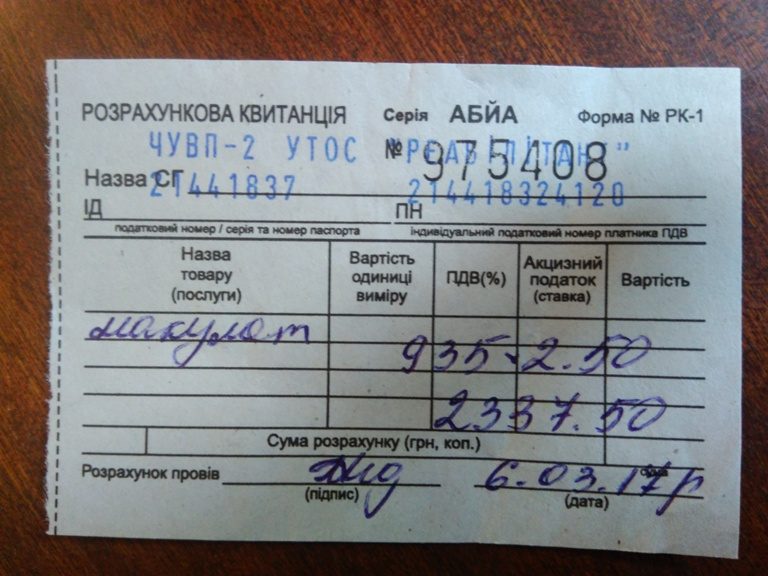 РОЗРАХУНКОВА КВИТАНЦІЯ Серія АБЙА Форма № РК-1
ЧУВП-2 УТОС "РЕАБІЛІТАНТ" № 975408
Назва СГ 21441837 214418324120
ІД ПН
податковий номер / серія та номер паспорта індивідуальний податковий номер платника ПДВ
Назва товару (послуги) Вартість одиниці виміру ПДВ(%) Акцизний податок (ставка) Вартість
макулат 935 2.50
2337.50
Сума розрахунку (грн, коп.)
Розрахунок провів 6.03.17р
(підпис) (дата)